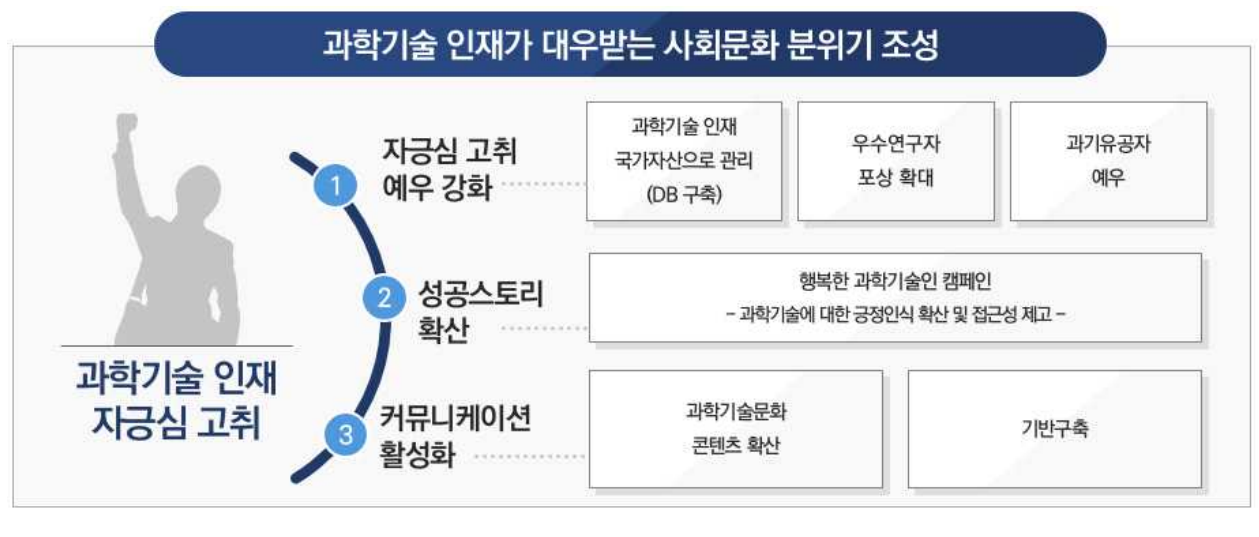 과학기술 인재가 대우받는 사회문화 분위기 조성
과학기술 인재
자긍심 고취
1
자긍심 고취
예우 강화
과학기술 인재
국가자산으로 관리
(DB 구축)
우수연구자
포상 확대
과기유공자
예우
2
성공스토리
확산
행복한 과학기술인 캠페인
- 과학기술에 대한 긍정인식 확산 및 접근성 제고 -
3
커뮤니케이션
활성화
과학기술문화
콘텐츠 확산
기반구축